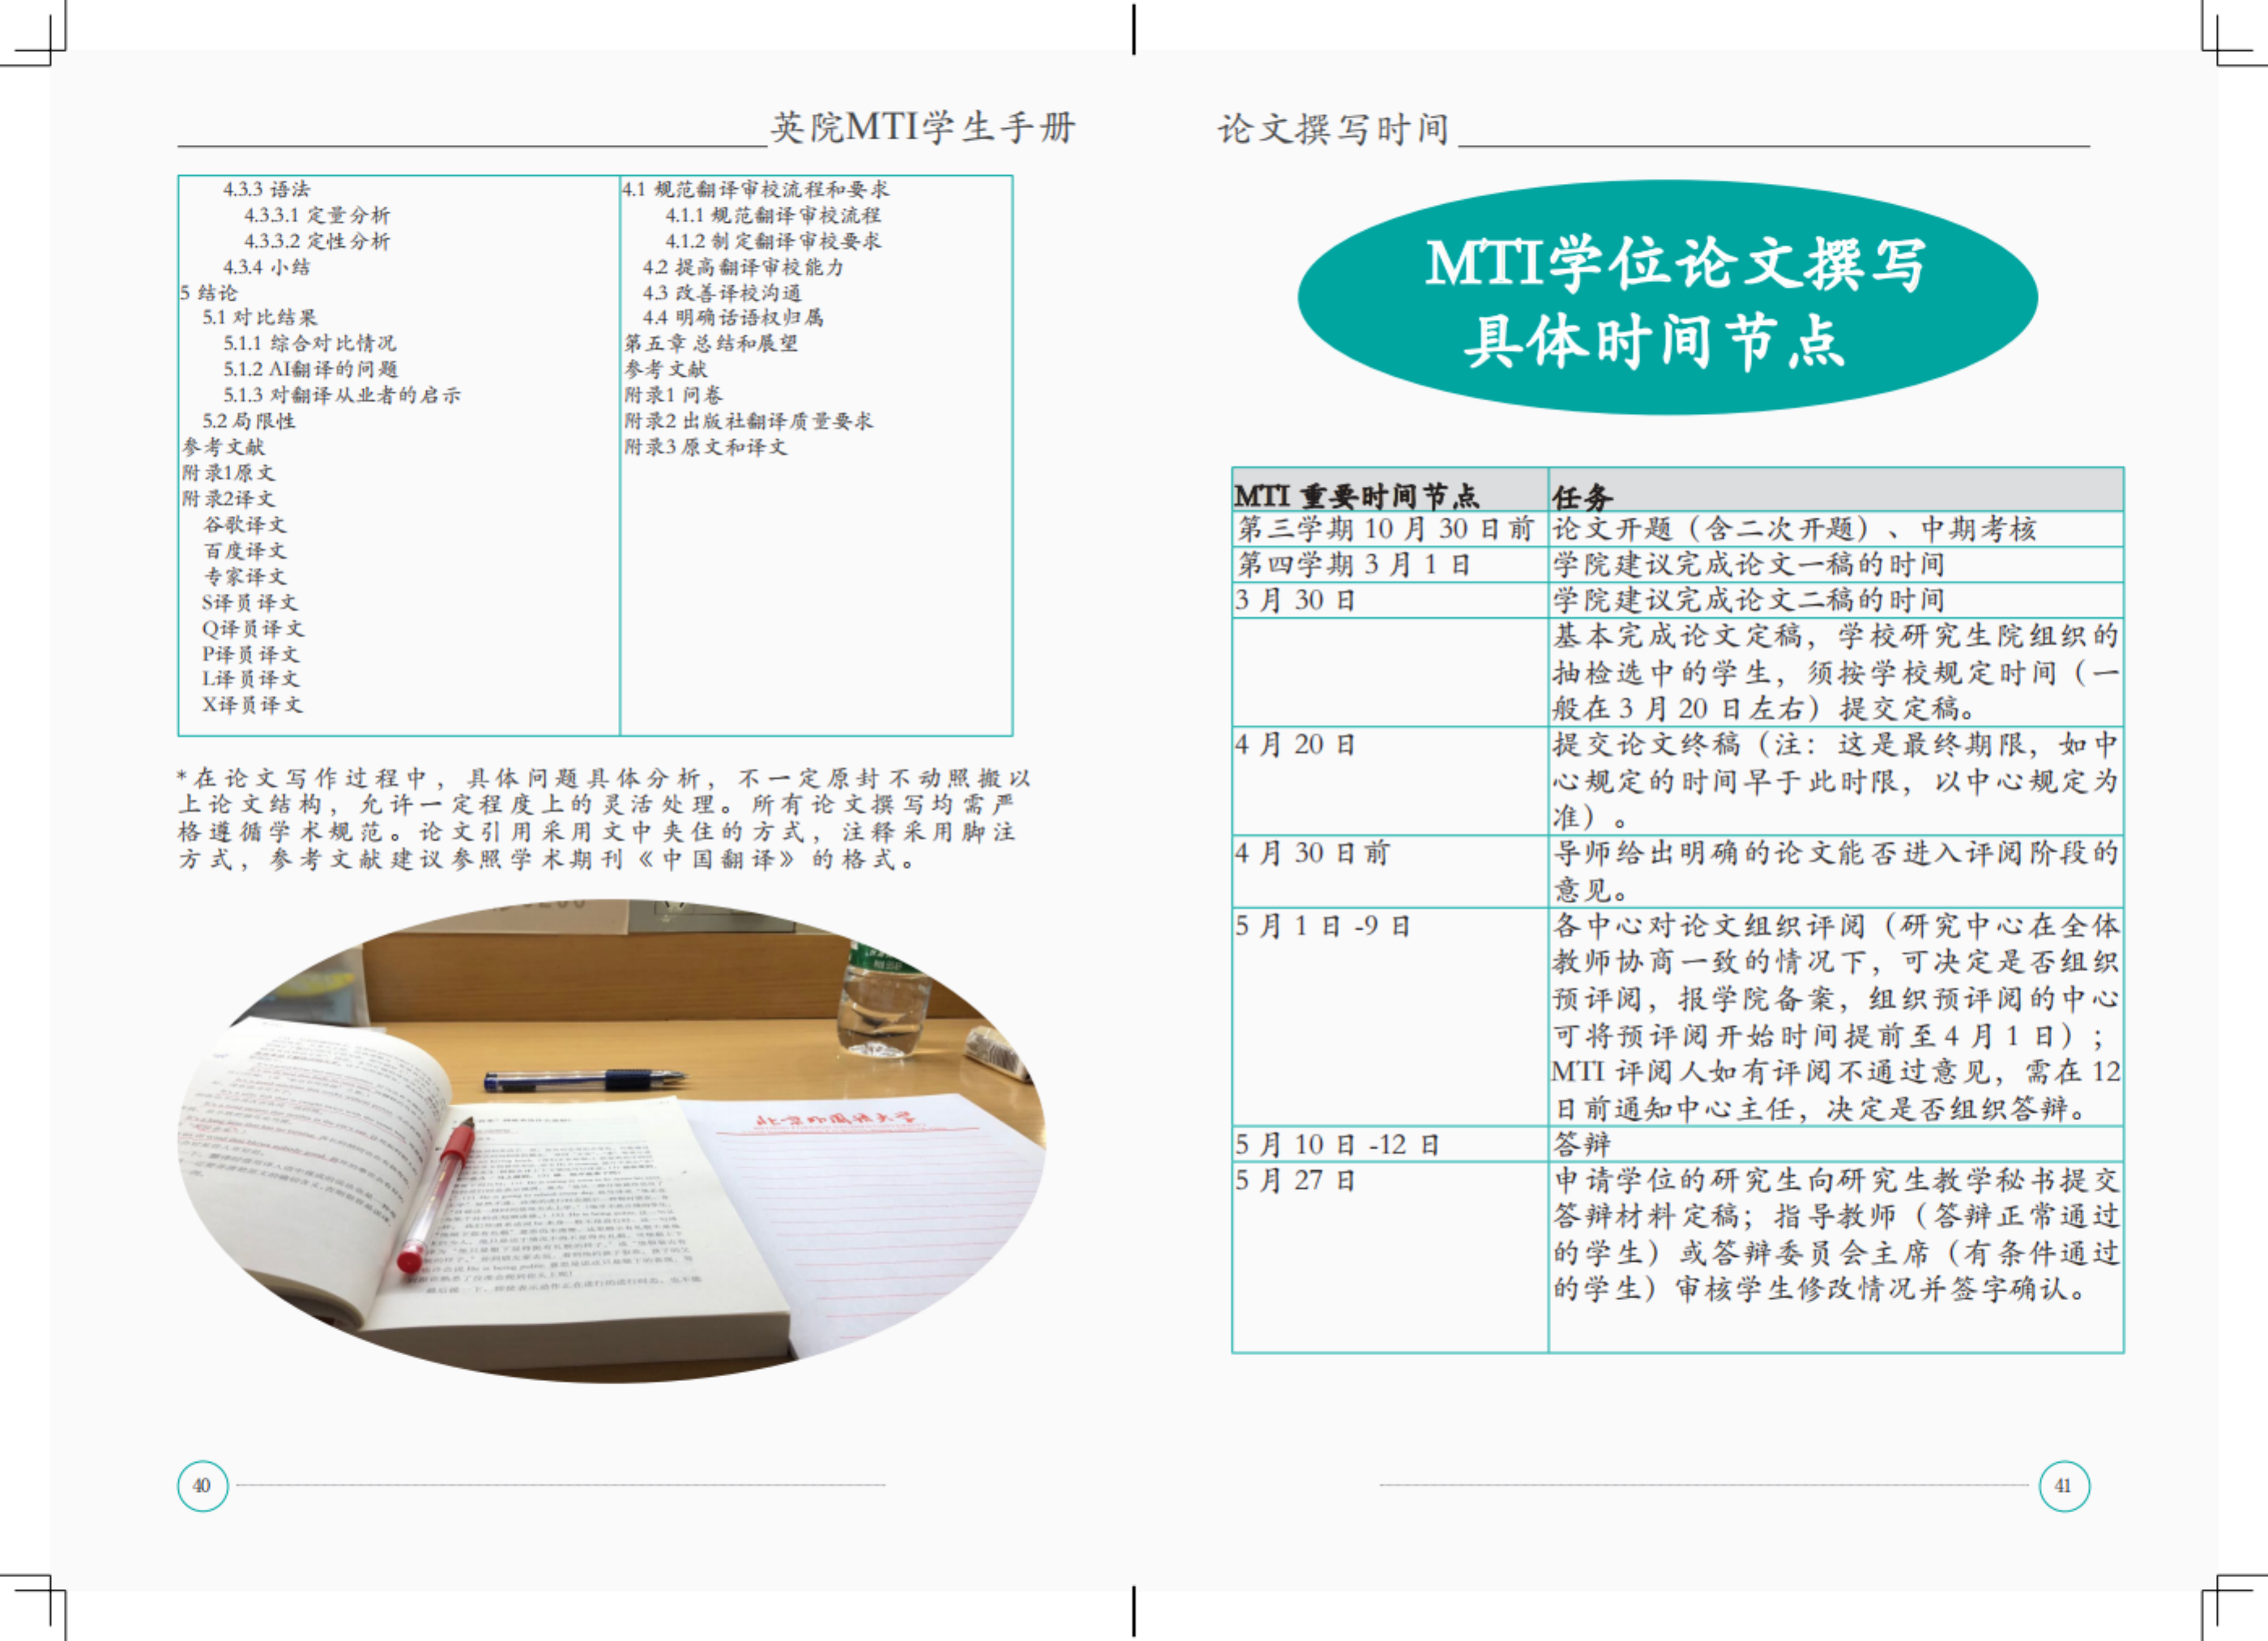 英院MTI学生手册
4.3.3 语法
4.3.3.1 定量分析
4.3.3.2 定性分析
4.3.4 小结
5 结论
5.1 对比结果
5.1.1 综合对比情况
5.1.2 AI翻译的问题
5.1.3 对翻译从业者的启示
5.2 局限性
参考文献
附录1原文
附录2译文
谷歌译文
百度译文
专家译文
S译员译文
Q译员译文
P译员译文
L译员译文
X译员译文
4.1 规范翻译审校流程和要求
4.1.1 规范翻译审校流程
4.1.2 制定翻译审校要求
4.2 提高翻译审校能力
4.3 改善译校沟通
4.4 明确话语权归属
第五章 总结和展望
参考文献
附录1 问卷
附录2 出版社翻译质量要求
附录3 原文和译文
*在论文写作过程中，具体问题具体分析，不一定原封不动照搬以
上论文结构，允许一定程度上的灵活处理。所有论文撰写均需严
格遵循学术规范。论文引用采用文中夹住的方式，注释采用脚注
方式，参考文献建议参照学术期刊《中国翻译》的格式。
北京外国语大学
40
论文撰写时间
MTI学位论文撰写
具体时间节点
MTI 重要时间节点
任务
第三学期 10 月 30 日前
论文开题（含二次开题）、中期考核
第四学期 3 月 1 日
学院建议完成论文一稿的时间
3 月 30 日
学院建议完成论文二稿的时间
基本完成论文定稿，学校研究生院组织的
抽检选中的学生，须按学校规定时间（一
般在 3 月 20 日左右）提交定稿。
4 月 20 日
提交论文终稿（注：这是最终期限，如中
心规定的时间早于此时限，以中心规定为
准）。
4 月 30 日前
导师给出明确的论文能否进入评阅阶段的
意见。
5 月 1 日 -9 日
各中心对论文组织评阅（研究中心在全体
教师协商一致的情况下，可决定是否组织
预评阅，报学院备案，组织预评阅的中心
可将预评阅开始时间提前至 4 月 1 日）；
MTI 评阅人如有评阅不通过意见，需在 12
日前通知中心主任，决定是否组织答辩。
5 月 10 日 -12 日
答辩
5 月 27 日
申请学位的研究生向研究生教学秘书提交
答辩材料定稿；指导教师（答辩正常通过
的学生）或答辩委员会主席（有条件通过
的学生）审核学生修改情况并签字确认。
41